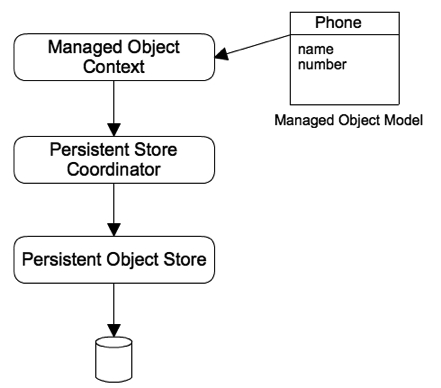 Managed Object
Context
Phone
name
number
Managed Object Model
Persistent Store
Coordinator
Persistent Object Store